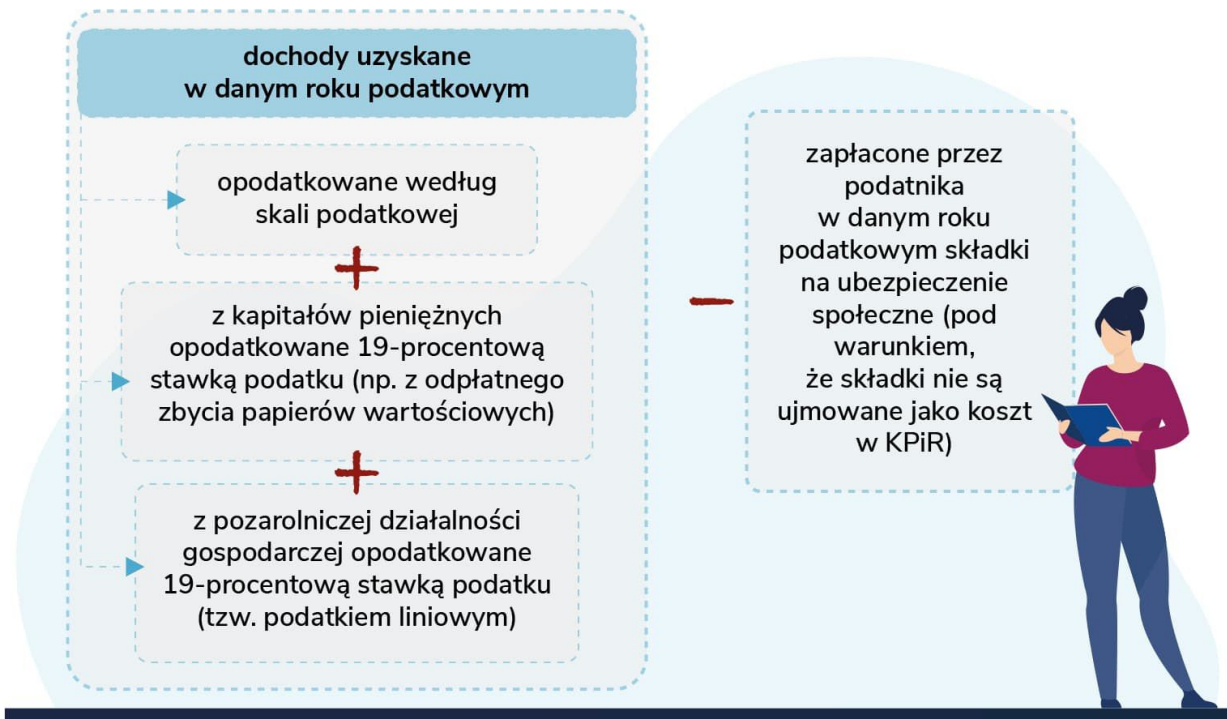 dochody uzyskane
w danym roku podatkowym
opodatkowane według
skali podatkowej
z kapitałów pieniężnych
opodatkowane 19-procentową
stawką podatku (np. z odpłatnego
zbycia papierów wartościowych)
z pozarolniczej działalności
gospodarczej opodatkowane
19-procentową stawką podatku
(tzw. podatkiem liniowym)
zapłacone przez
podatnika
w danym roku
podatkowym składki
na ubezpieczenie
społeczne (pod
warunkiem,
że składki nie są
ujmowane jako koszt
w KPiR)